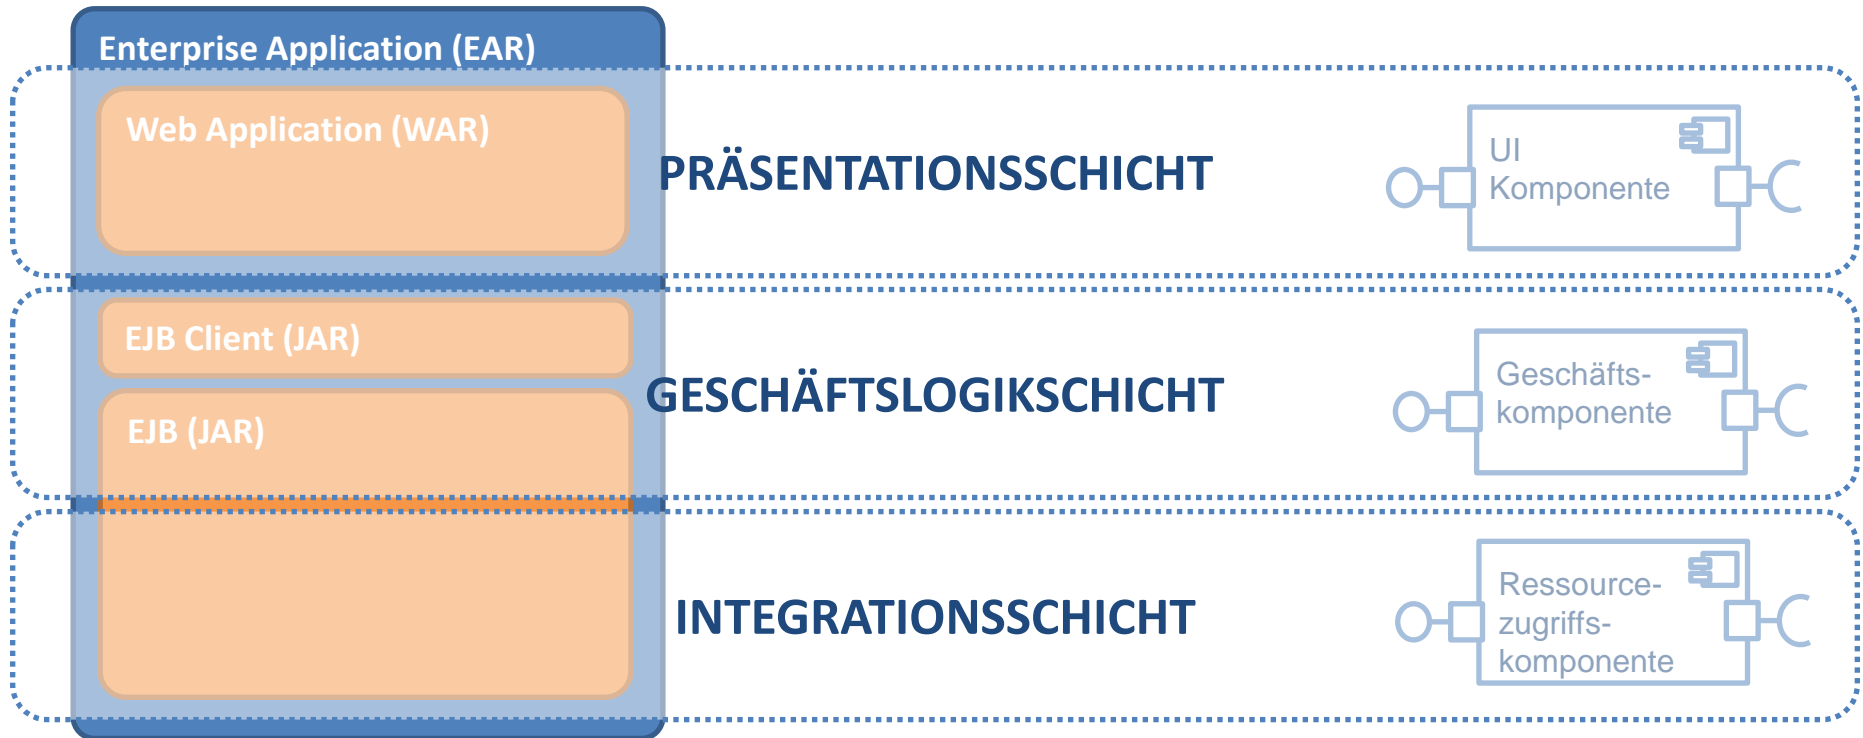 Enterprise Application (EAR)
Web Application (WAR)
PRÄSENTATIONSSCHICHT
UI
Komponente
EJB Client (JAR)
EJB (JAR)
GESCHÄFTSLOGIKSCHICHT
Geschäfts-
komponente
INTEGRATIONSSCHICHT
Ressource-
zugriffs-
komponente